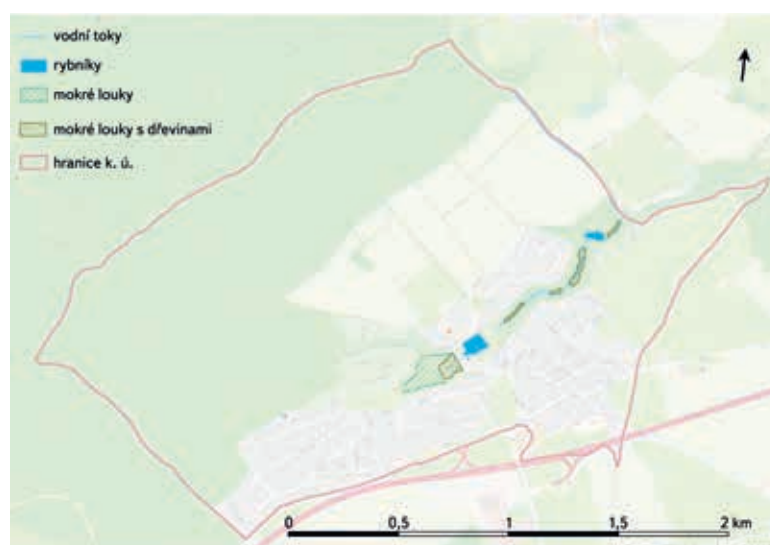 vodní toky
rybníky
mokré louky
mokré louky s dřevinami
hranice k. ú.
0 0,5 1 1,5 2 km